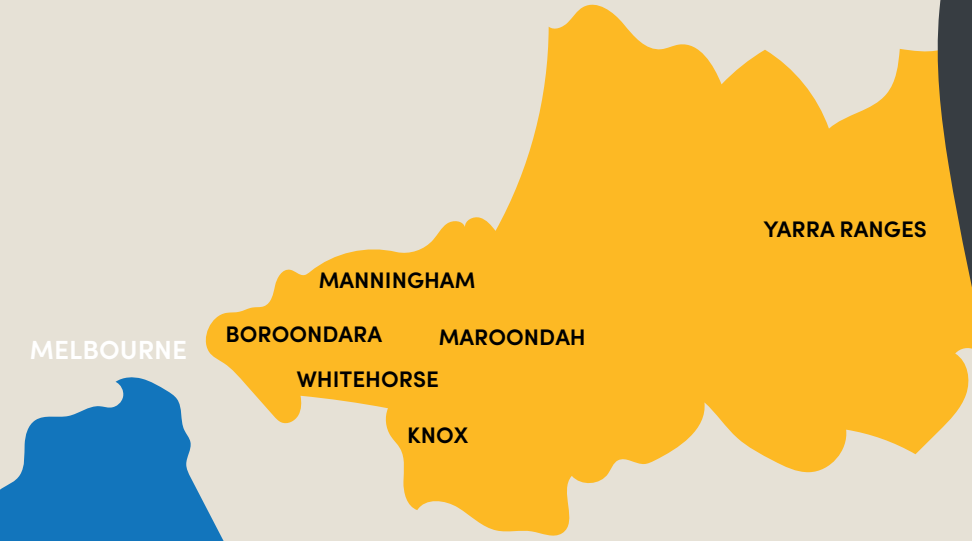 YARRA RANGES
MANNINGHAM
BOROONDARA
MAROONDAH
MELBOURNE
WHITEHORSE
KNOX